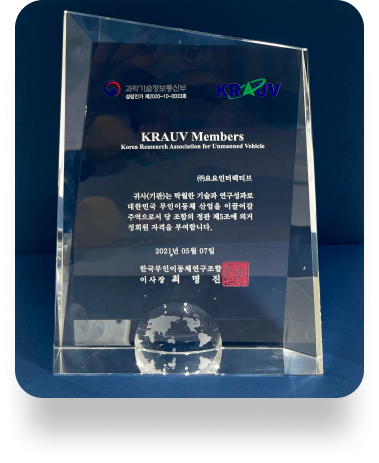 과학기술정보통신부
설립인가 제2020-10-0033호
KRAUV
KRAUV Members
Korea Reasearch Association for Unmanned Vehicle
㈜요요인터랙티브
귀사(기관)는 탁월한 기술과 연구성과로
대한민국 무인이동체 산업을 이끌어갈
주역으로서 당 조합의 정관 제5조에 의거
정회원 자격을 부여합니다.
2021년 05월 07일
한국무인이동체연구조합
이사장 최 명 진